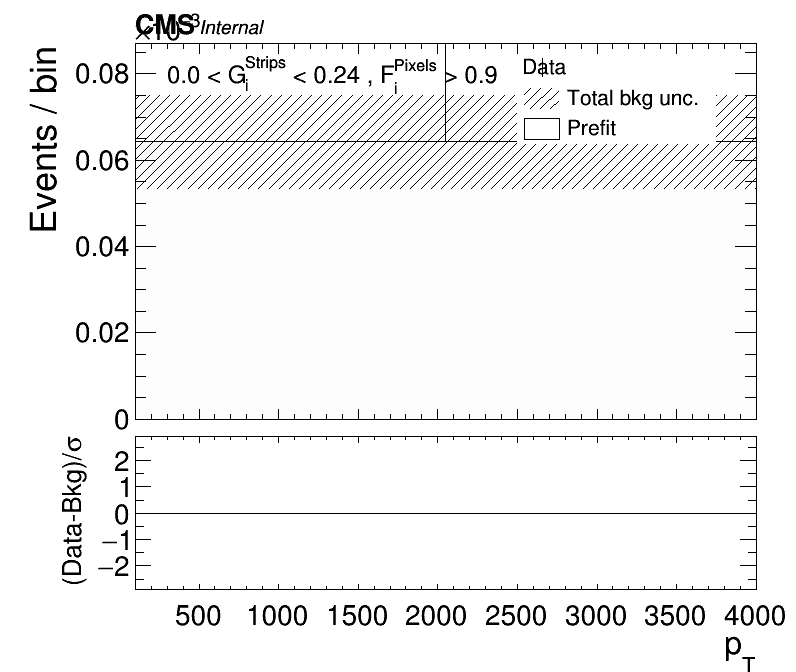 CMS Internal
×10³
Events / bin
0.08
0.06
0.04
0.02
0
0.0 < G_i^Strips < 0.24 , F_i^Pixels > 0.9
Data
Total bkg unc.
Prefit
(Data-Bkg)/σ
2
1
0
−1
−2
500 1000 1500 2000 2500 3000 3500 4000
p_T